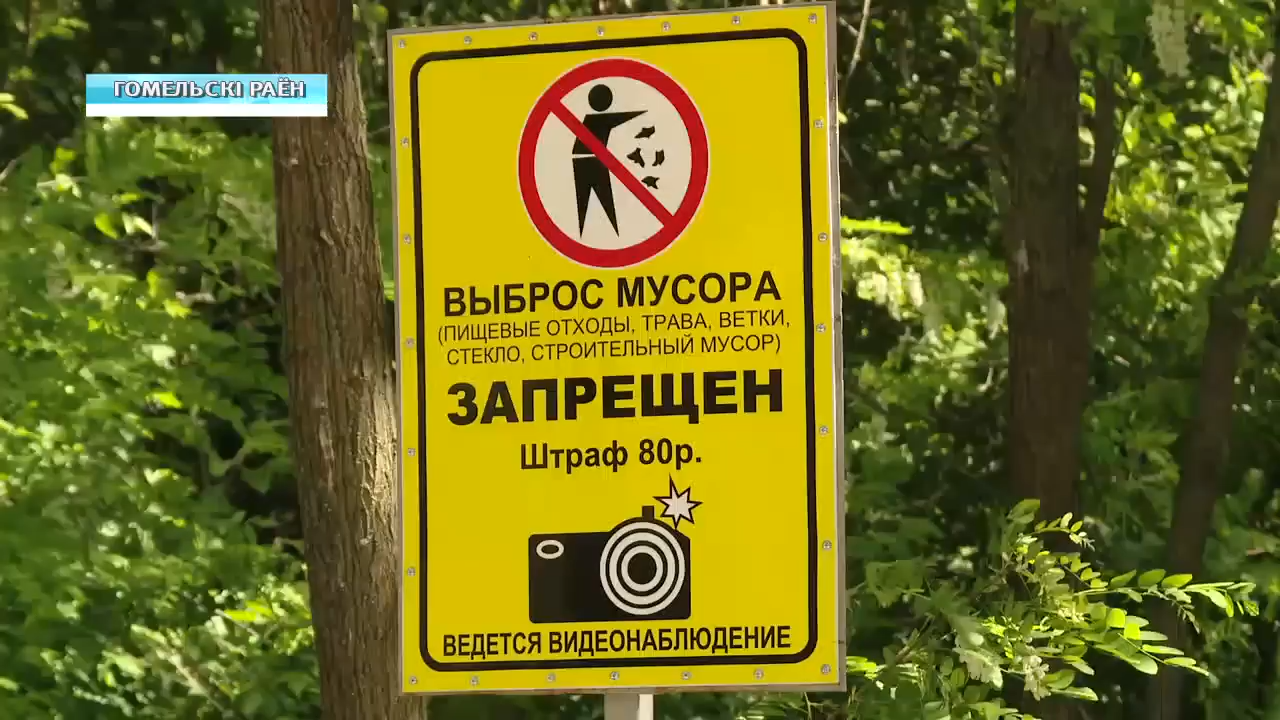 ГОМЕЛЬСКІ РАЁН
ВЫБРОС МУСОРА
(ПИЩЕВЫЕ ОТХОДЫ, ТРАВА, ВЕТКИ,
СТЕКЛО, СТРОИТЕЛЬНЫЙ МУСОР)
ЗАПРЕЩЕН
Штраф 80р.
ВЕДЕТСЯ ВИДЕОНАБЛЮДЕНИЕ